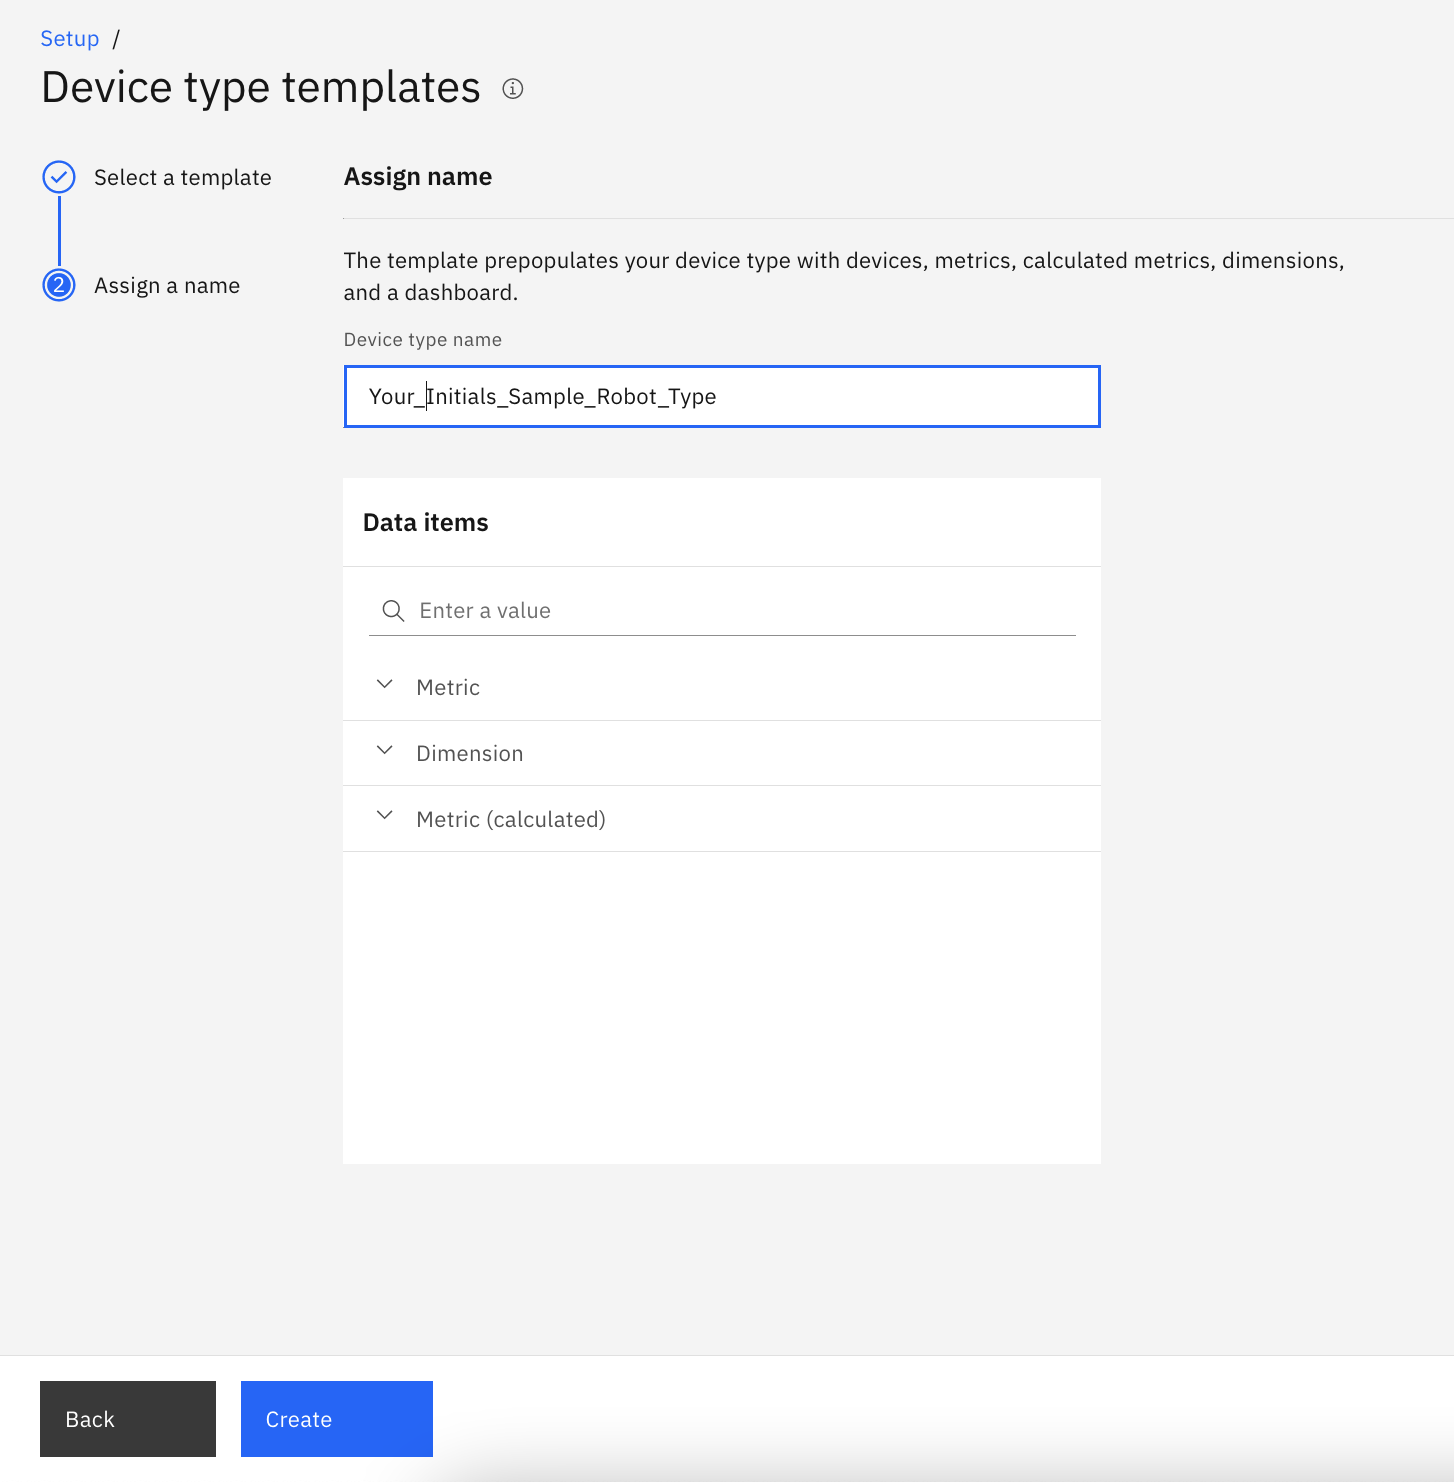 Setup /
Device type templates
Select a template
2 Assign a name
Assign name
The template prepopulates your device type with devices, metrics, calculated metrics, dimensions,
and a dashboard.
Device type name
Your_Initials_Sample_Robot_Type
Data items
Enter a value
Metric
Dimension
Metric (calculated)
Back
Create